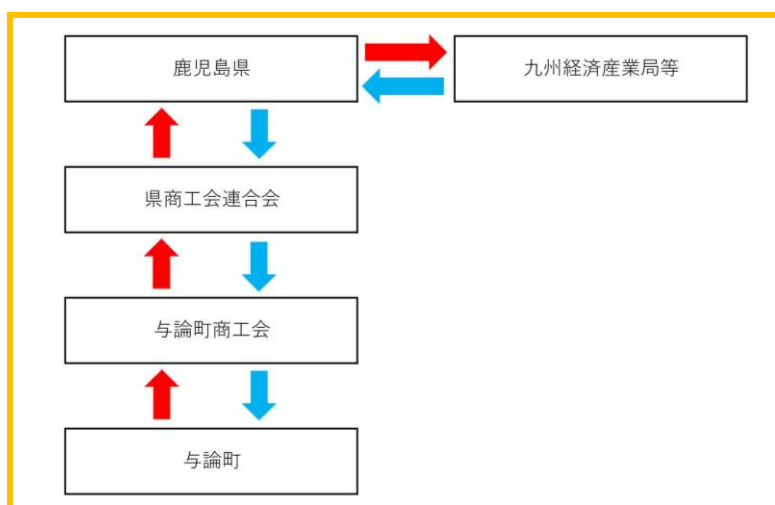 鹿児島県
九州経済産業局等
県商工会連合会
与論町商工会
与論町